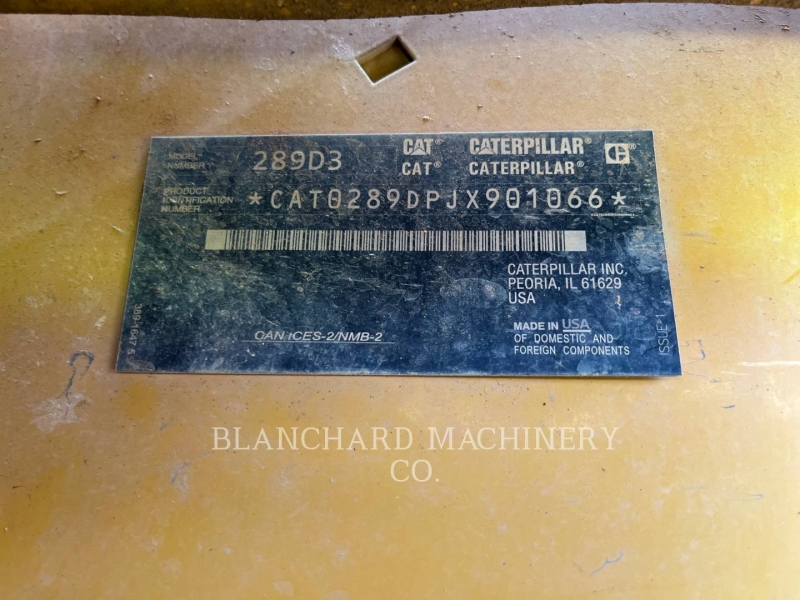 MODEL NUMBER 289D3
CAT® CATERPILLAR®
CAT® CATERPILLAR®
PRODUCT IDENTIFICATION NUMBER
*CAT0289DPJX901066*
CATERPILLAR INC.
PEORIA, IL 61629
USA
CAN ICES-2/NMB-2
MADE IN USA
OF DOMESTIC AND
FOREIGN COMPONENTS
ISSUE-1
BLANCHARD MACHINERY
CO.